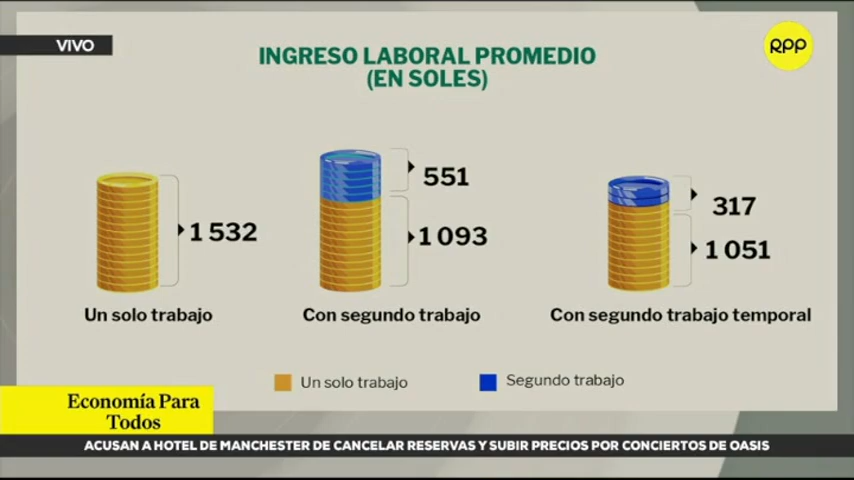 VIVO
INGRESO LABORAL PROMEDIO
(EN SOLES)
RPP
1 532
551
1 093
317
1 051
Un solo trabajo
Con segundo trabajo
Con segundo trabajo temporal
Un solo trabajo
Segundo trabajo
Economía Para
Todos
ACUSAN A HOTEL DE MANCHESTER DE CANCELAR RESERVAS Y SUBIR PRECIOS POR CONCIERTOS DE OASIS